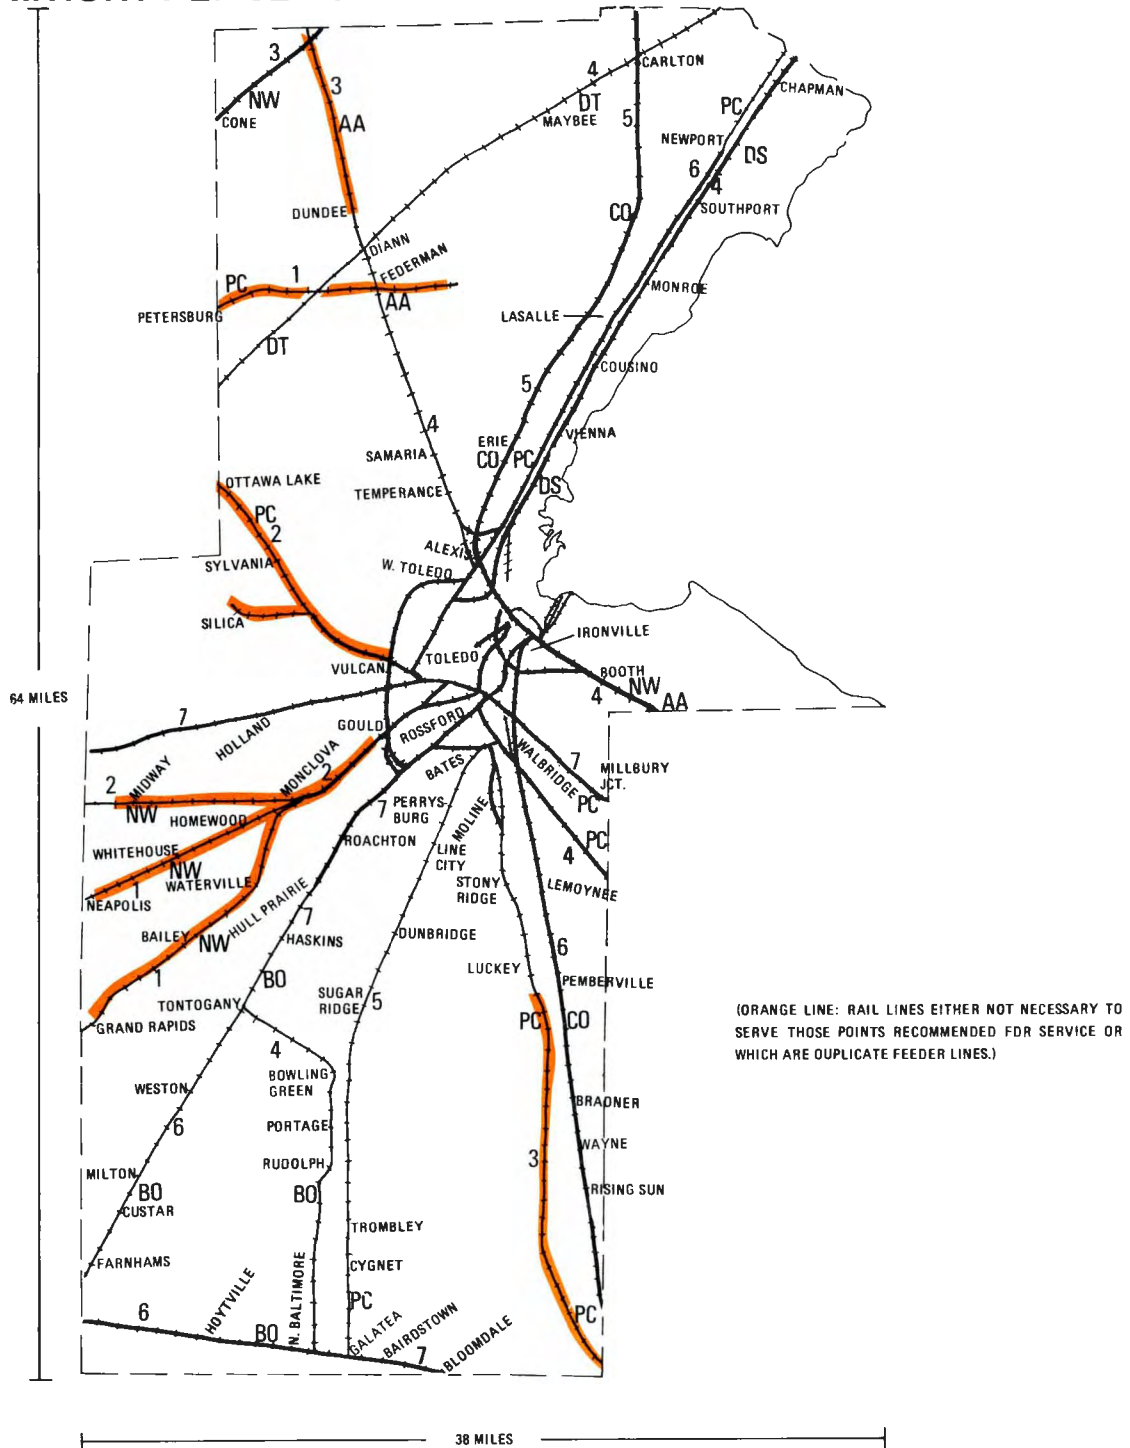 3
NW
CONE
3
AA
4
DT
MAYBEE
CARLTON
5
PC
CHAPMAN
NEWPORT
6
DS
4
SOUTHPORT
CO
DUNDEE
DIANN
FEDERMAN
PC
1
AA
PETERSBURG
DT
MONROE
LASALLE
COUSINO
5
4
VIENNA
ERIE
CO
PC
SAMARIA
DS
TEMPERANCE
OTTAWA LAKE
PC
2
SYLVANIA
ALEXIS
W. TOLEDO
SILICA
IRONVILLE
TOLEDO
VULCAN
BOOTH
4
NW
AA
64 MILES
7
HOLLAND
GOULD
ROSSFORD
MONCLOVA
2
BATES
WALBRIDGE
7
MILLBURY
JCT.
PC
2
MIDWAY
NW
HOMEWOOD
7
PERRYS-
BURG
MOLINE
ROACHTON
LINE
CITY
PC
4
WHITEHOUSE
NW
WATERVILLE
1
NEAPOLIS
STONY
RIDGE
LEMOYNEE
BAILEY
NW
HULL PRAIRIE
7
HASKINS
DUNBRIDGE
6
LUCKEY
1
BO
PEMBERVILLE
TONTOGANY
SUGAR
RIDGE
5
GRAND RAPIDS
PC
CO
(ORANGE LINE: RAIL LINES EITHER NOT NECESSARY TO
SERVE THOSE POINTS RECOMMENDED FDR SERVICE OR
WHICH ARE OUPLICATE FEEDER LINES.)
4
BOWLING
GREEN
WESTON
BRADNER
6
PORTAGE
WAYNE
RUDOLPH
3
MILTON
BO
BO
RISING SUN
CUSTAR
TROMBLEY
FARNHAMS
CYGNET
N. BALTIMORE
HOYTVILLE
PC
PC
6
BO
GALATEA
BAIRDSTOWN
7
BLOOMDALE
38 MILES